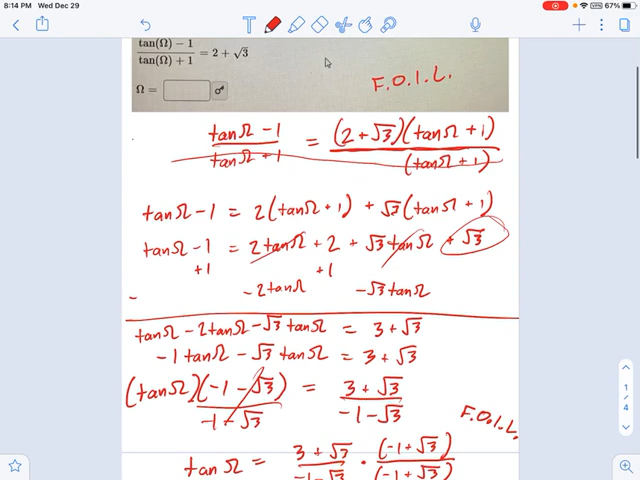 8:14 PM Wed Dec 29
67%
tan(Ω) − 1
tan(Ω) + 1
= 2 + √3
Ω =
F.O.I.L.
tanΩ − 1 = (2 + √3)(tanΩ + 1)
tanΩ + 1 (tanΩ + 1)
tanΩ − 1 = 2(tanΩ + 1) + √3(tanΩ + 1)
tanΩ − 1 = 2tanΩ + 2 + √3 tanΩ + √3
+1 +1
−2tanΩ −√3 tanΩ
tanΩ − 2tanΩ − √3 tanΩ = 3 + √3
−1tanΩ − √3 tanΩ = 3 + √3
(tanΩ)(−1 − √3) = 3 + √3
−1 − √3 −1 − √3
F.O.I.L.
tanΩ = 3 + √3 · (−1 + √3)
−1 − √3 (−1 + √3)
1
/
4